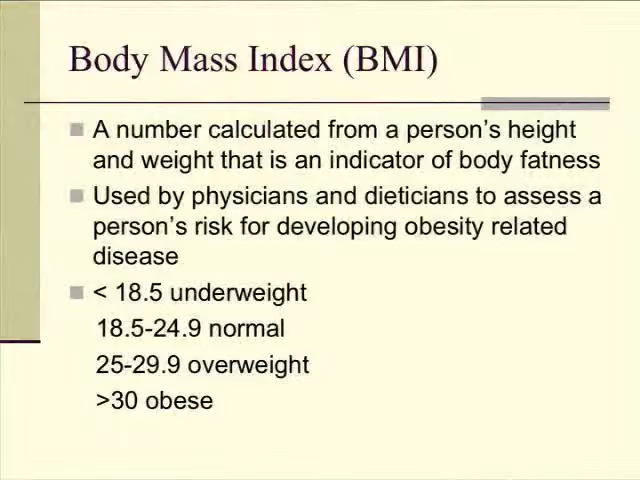 Body Mass Index (BMI)
A number calculated from a person's height
and weight that is an indicator of body fatness
Used by physicians and dieticians to assess a
person's risk for developing obesity related
disease
< 18.5 underweight
18.5-24.9 normal
25-29.9 overweight
>30 obese